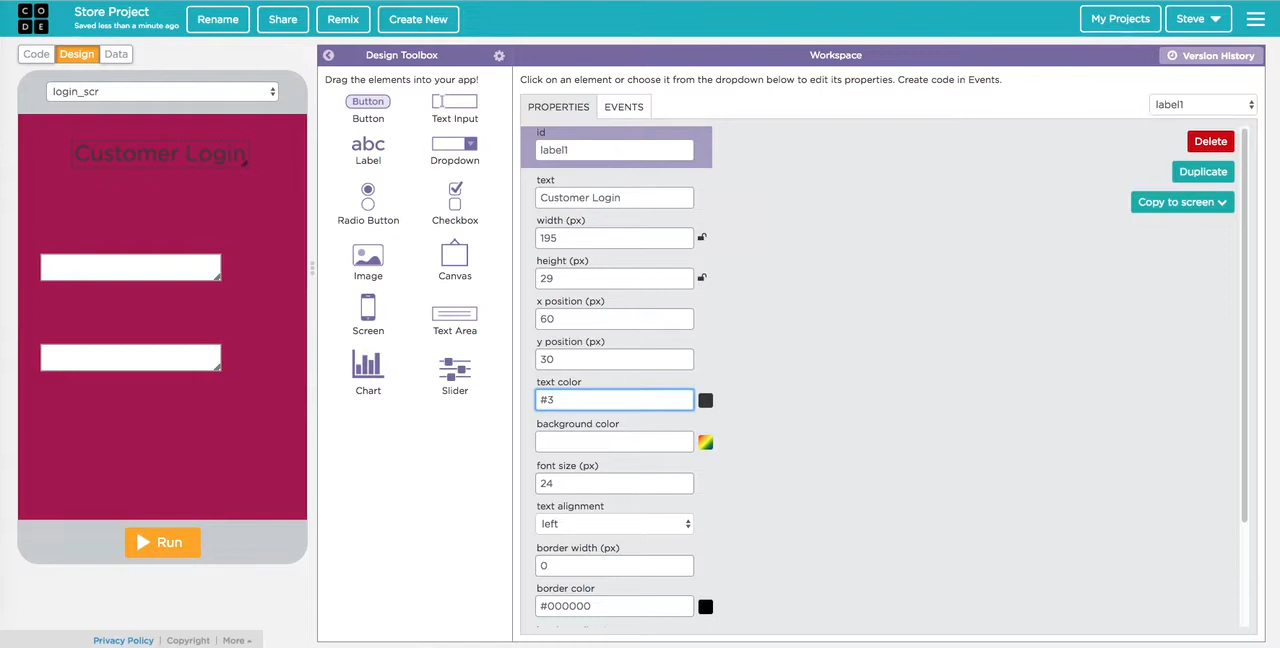 CODE
Store Project
Saved less than a minute ago
Rename
Share
Remix
Create New
My Projects
Steve
Code
Design
Data
Design Toolbox
Workspace
Version History
login_scr
Customer Login
Run
Drag the elements into your app!
Button
Button
Text Input
abc
Label
Dropdown
Radio Button
Checkbox
Image
Canvas
Screen
Text Area
Chart
Slider
Click on an element or choose it from the dropdown below to edit its properties. Create code in Events.
PROPERTIES
EVENTS
label1
Delete
Duplicate
Copy to screen
id
label1
text
Customer Login
width (px)
195
height (px)
29
x position (px)
60
y position (px)
30
text color
#3
background color
font size (px)
24
text alignment
left
border width (px)
0
border color
#000000
Privacy Policy | Copyright | More